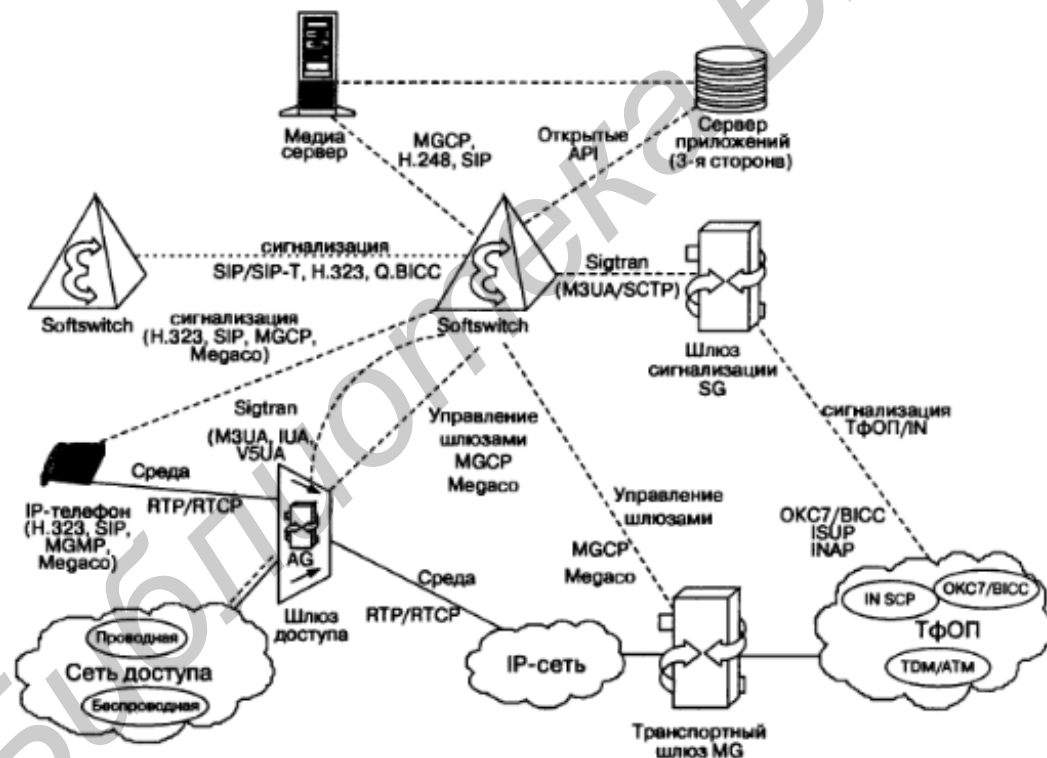 Медиа
сервер
MGCP,
H.248, SIP
Открытые
API
Сервер
приложений
(3-я сторонв)
сигнализация
SIP/SIP-T, H.323, Q.BICC
Softswitch
Softswitch
Sigtran
(M3UA/SCTP)
Шлюз
сигнализации
SG
сигнализация
(H.323, SIP, MGCP,
Megaco)
Sigtran
(M3UA, IUA,
V5UA
Управление
шлюзами
MGCP
Megaco
сигнализация
ТфОП/IN
Среда
RTP/RTCP
IP-телефон
(H.323, SIP,
MGMP,
Megaco)
AG
Шлюз
доступа
Среда
RTP/RTCP
Управление
шлюзами
MGCP
Megaco
ОКС7/BICC
ISUP
INAP
IN SCP
ОКС7/BICC
ТфОП
TDM/ATM
Проводная
Сеть доступа
Беспроводная
IP-сеть
Транспортный
шлюз MG